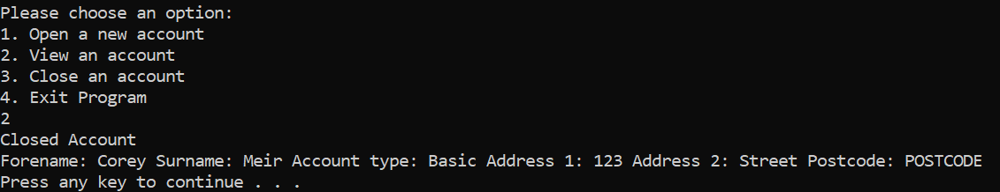 Please choose an option:
1. Open a new account
2. View an account
3. Close an account
4. Exit Program
2
Closed Account
Forename: Corey Surname: Meir Account type: Basic Address 1: 123 Address 2: Street Postcode: POSTCODE
Press any key to continue . . .